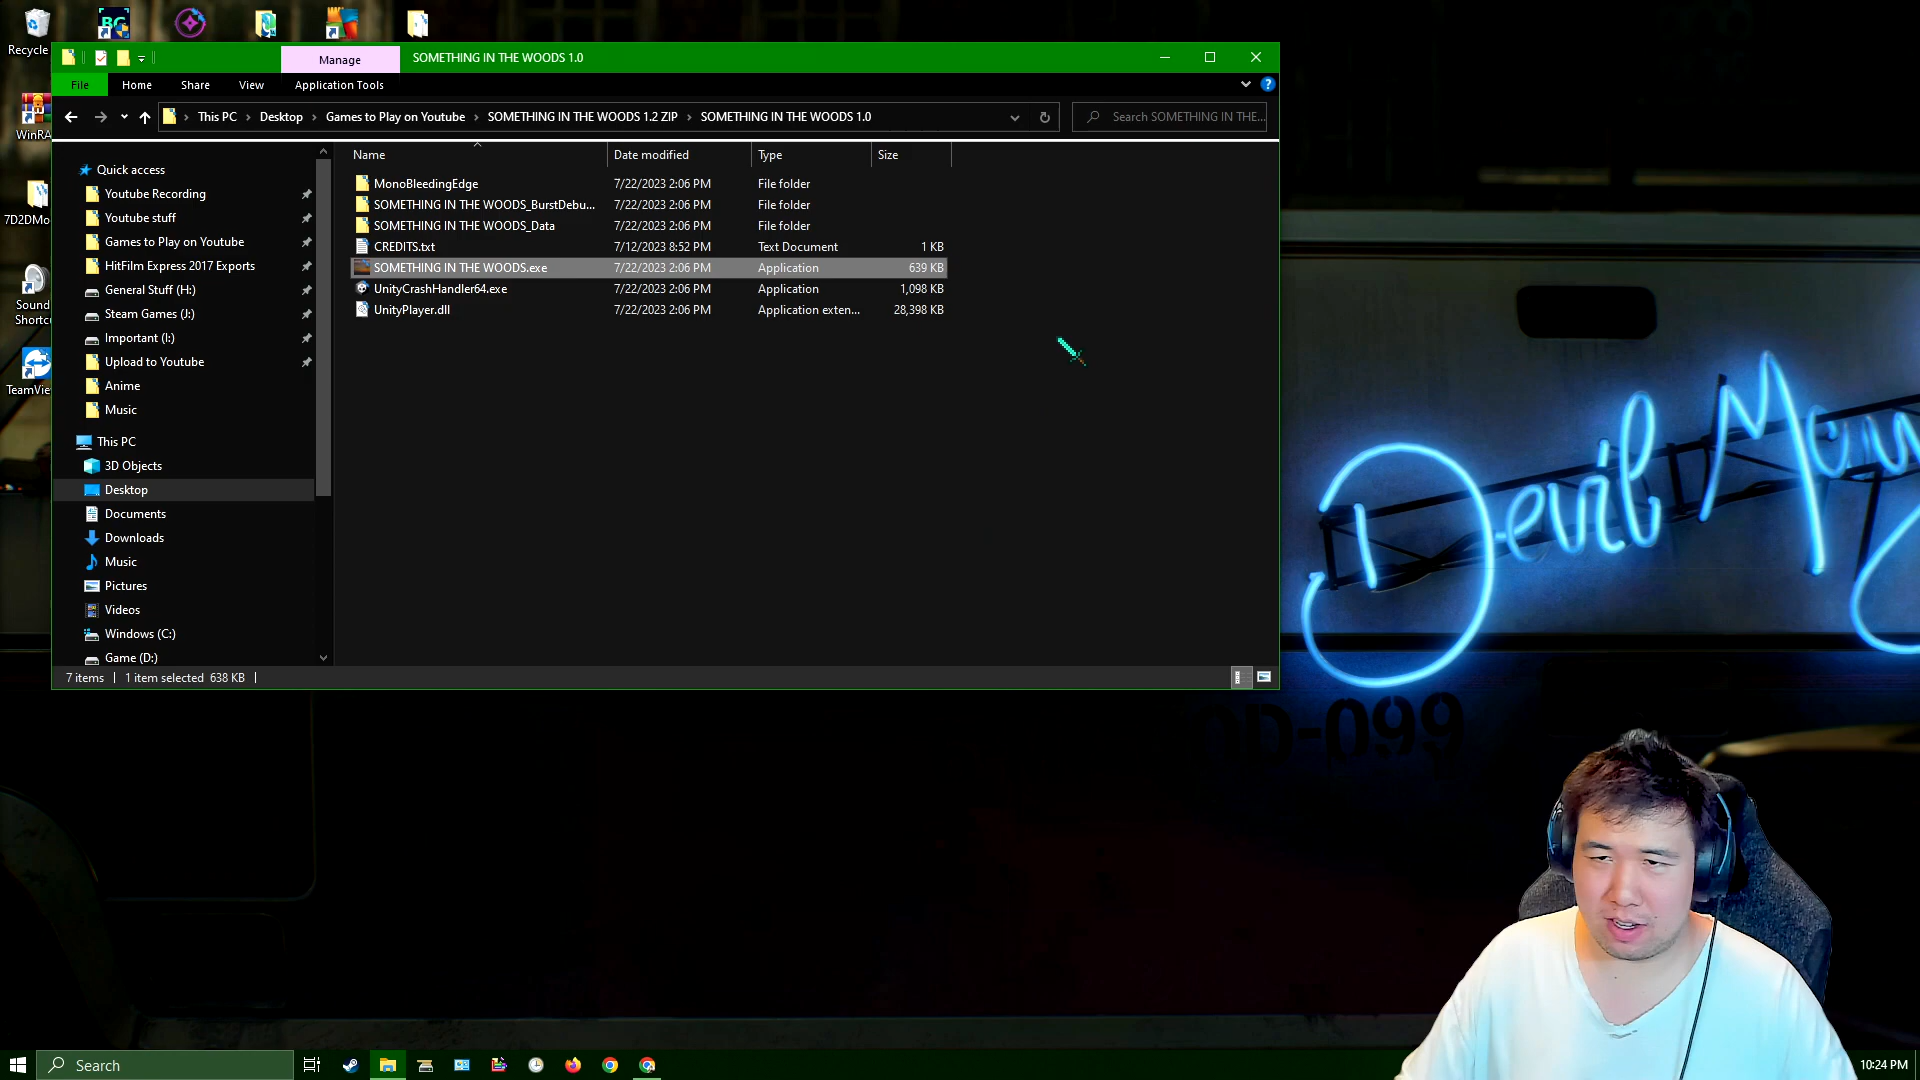 Recycle
BC
WinRA
7D2DMo
Sound
Shortc
TeamVie
Manage
SOMETHING IN THE WOODS 1.0
File
Home
Share
View
Application Tools
This PC
Desktop
Games to Play on Youtube
SOMETHING IN THE WOODS 1.2 ZIP
SOMETHING IN THE WOODS 1.0
Search SOMETHING IN THE...
Quick access
Youtube Recording
Youtube stuff
Games to Play on Youtube
HitFilm Express 2017 Exports
General Stuff (H:)
Steam Games (J:)
Important (I:)
Upload to Youtube
Anime
Music
This PC
3D Objects
Desktop
Documents
Downloads
Music
Pictures
Videos
Windows (C:)
Game (D:)
Name Date modified Type Size
MonoBleedingEdge 7/22/2023 2:06 PM File folder
SOMETHING IN THE WOODS_BurstDebu... 7/22/2023 2:06 PM File folder
SOMETHING IN THE WOODS_Data 7/22/2023 2:06 PM File folder
CREDITS.txt 7/12/2023 8:52 PM Text Document 1 KB
SOMETHING IN THE WOODS.exe 7/22/2023 2:06 PM Application 639 KB
UnityCrashHandler64.exe 7/22/2023 2:06 PM Application 1,098 KB
UnityPlayer.dll 7/22/2023 2:06 PM Application exten... 28,398 KB
7 items 1 item selected 638 KB
Devil May
OD-099
Search
10:24 PM